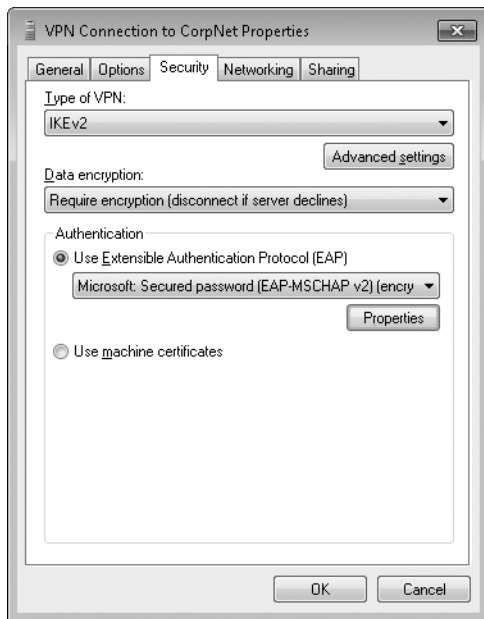 VPN Connection to CorpNet Properties
General Options Security Networking Sharing
Type of VPN:
IKEv2
Advanced settings
Data encryption:
Require encryption (disconnect if server declines)
Authentication
Use Extensible Authentication Protocol (EAP)
Microsoft: Secured password (EAP-MSCHAP v2) (encry
Properties
Use machine certificates
OK Cancel